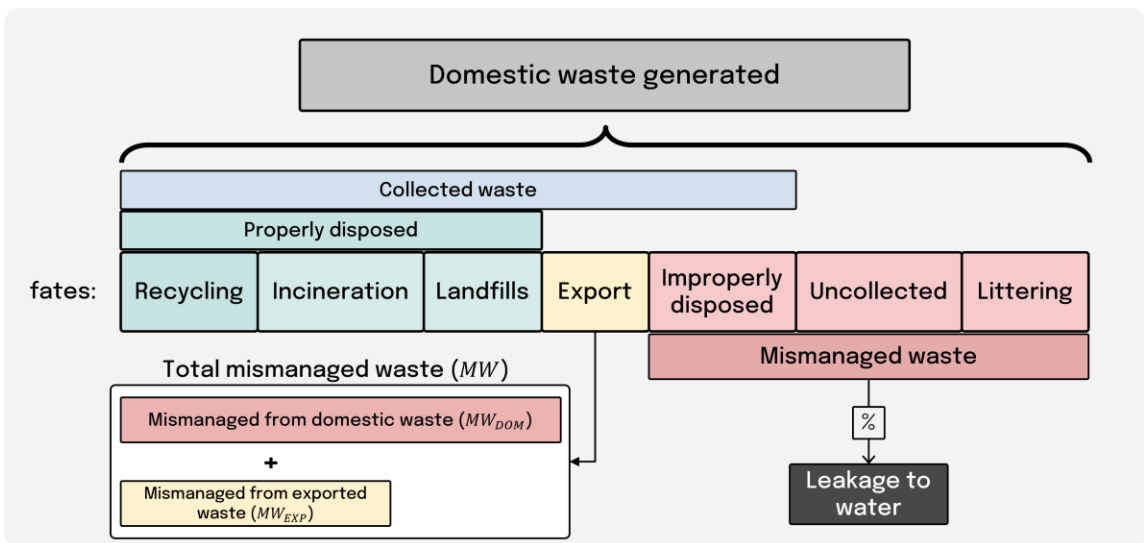 Domestic waste generated
Collected waste
Properly disposed
fates:
Recycling
Incineration
Landfills
Export
Improperly
disposed
Uncollected
Littering
Mismanaged waste
Total mismanaged waste (MW)
Mismanaged from domestic waste (MW_DOM)
+
Mismanaged from exported
waste (MW_EXP)
%
Leakage to
water